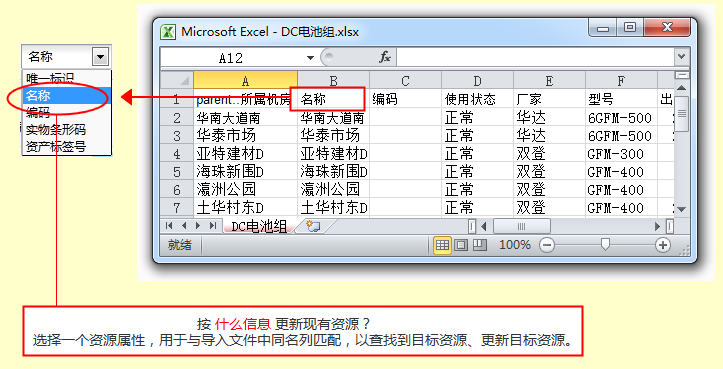 Microsoft Excel - DC电池组.xlsx
A12 fx
名称
唯一标识
名称
编码
实物条形码
资产标签号
A B C D E F
1 parent::所属机房 名称 编码 使用状态 厂家 型号 出
2 华南大道南 华南大道南 正常 华达 6GFM-500
3 华泰市场 华泰市场 正常 华达 6GFM-500
4 亚特建材D 亚特建材D 正常 双登 GFM-300
5 海珠新围D 海珠新围D 正常 双登 GFM-400
6 瀛洲公园 瀛洲公园 正常 双登 GFM-400
7 土华村东D 土华村东D 正常 双登 GFM-400
DC电池组
就绪 100%
按 什么信息 更新现有资源？
选择一个资源属性，用于与导入文件中同名列匹配，以查找到目标资源、更新目标资源。